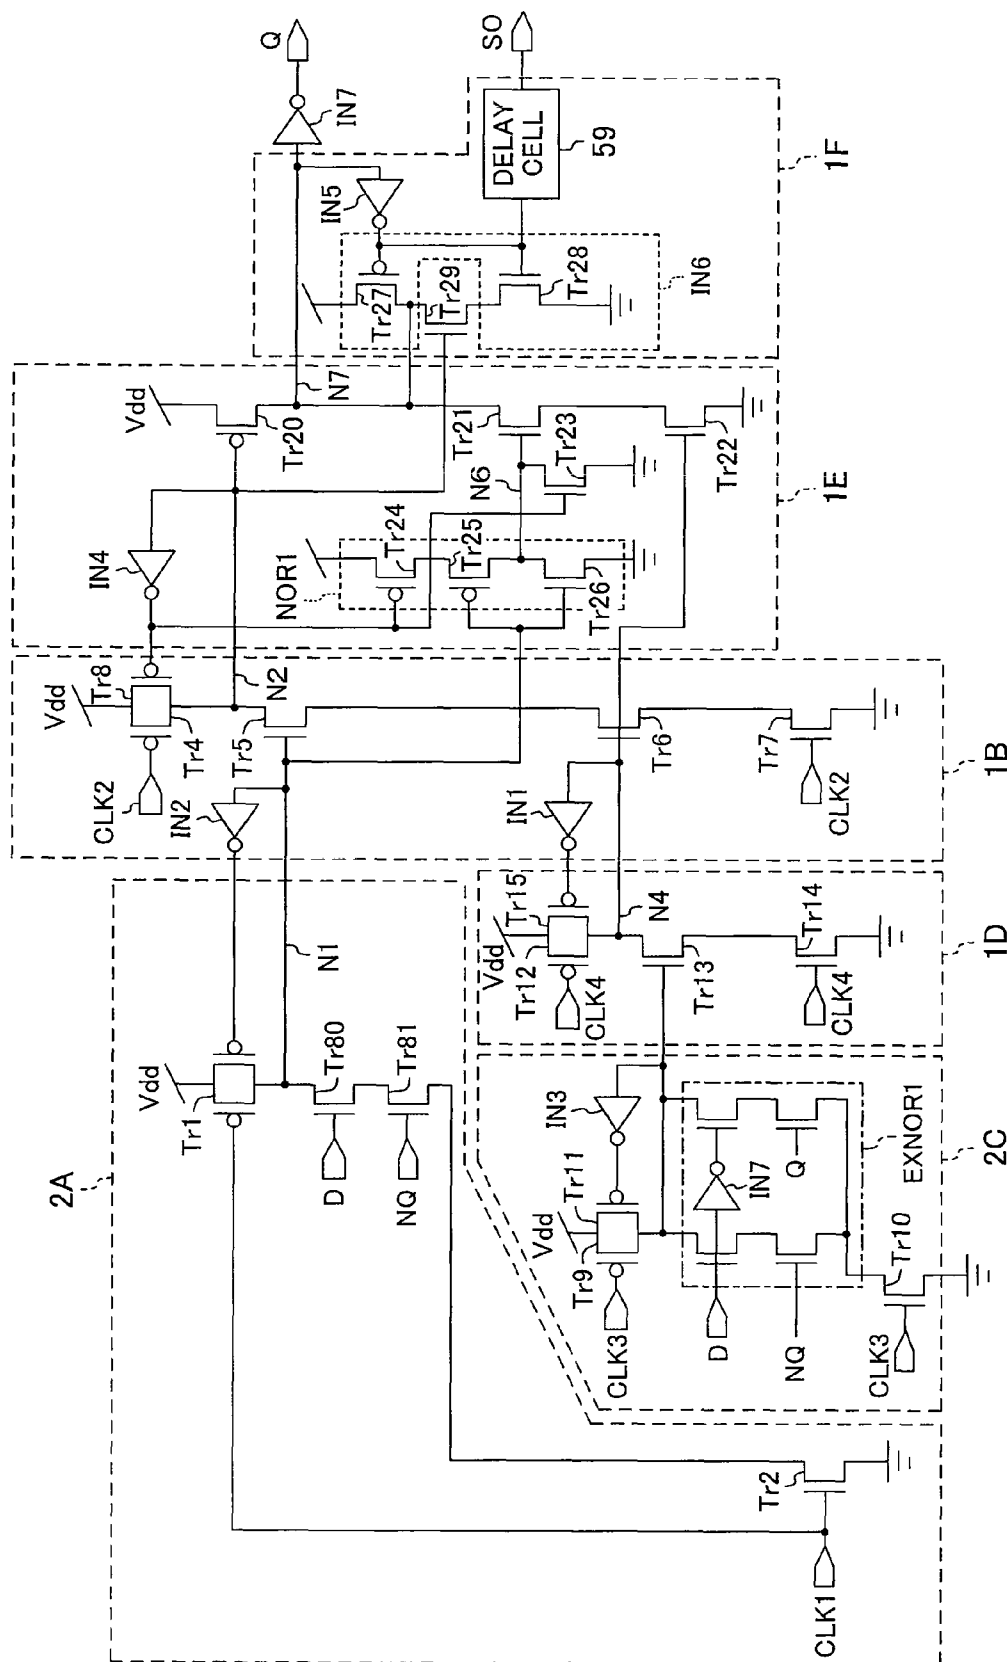 2A
CLK1
Tr2
Vdd
Tr1
D
NQ
Tr80
Tr81
N1
CLK3
Vdd
Tr9
Tr11
IN3
D
NQ
IN7
Q
Tr10
CLK3
EXNOR1
2C
Vdd
Tr12
Tr15
CLK4
N4
Tr13
Tr14
CLK4
1D
CLK2
IN2
Vdd
Tr8
Tr4
N2
Tr5
IN1
Tr6
Tr7
CLK2
1B
IN4
NOR1
Tr24
Tr25
Tr26
N6
Tr23
Vdd
Tr20
N7
Tr21
Tr22
1E
Tr27
Tr29
Tr28
IN5
IN6
DELAY
CELL
59
1F
IN7
Q
SO